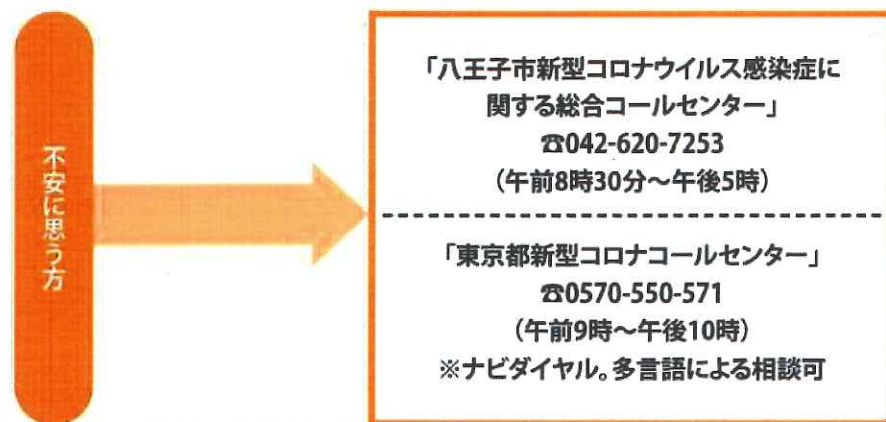 不安に思う方
「八王子市新型コロナウイルス感染症に
関する総合コールセンター」
☎042-620-7253
(午前8時30分～午後5時)
「東京都新型コロナコールセンター」
☎0570-550-571
(午前9時～午後10時)
※ナビダイヤル。多言語による相談可